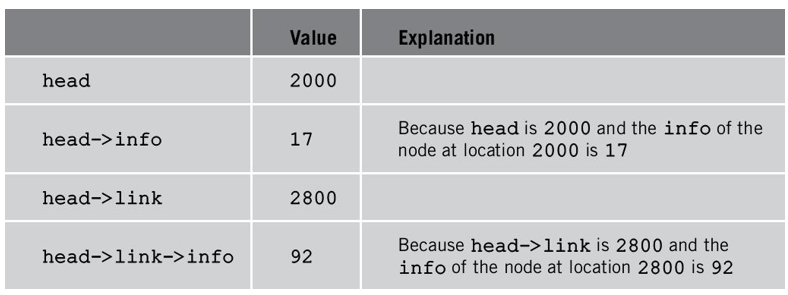 Value Explanation
head 2000
head->info 17 Because head is 2000 and the info of the
node at location 2000 is 17
head->link 2800
head->link->info 92 Because head->link is 2800 and the
info of the node at location 2800 is 92